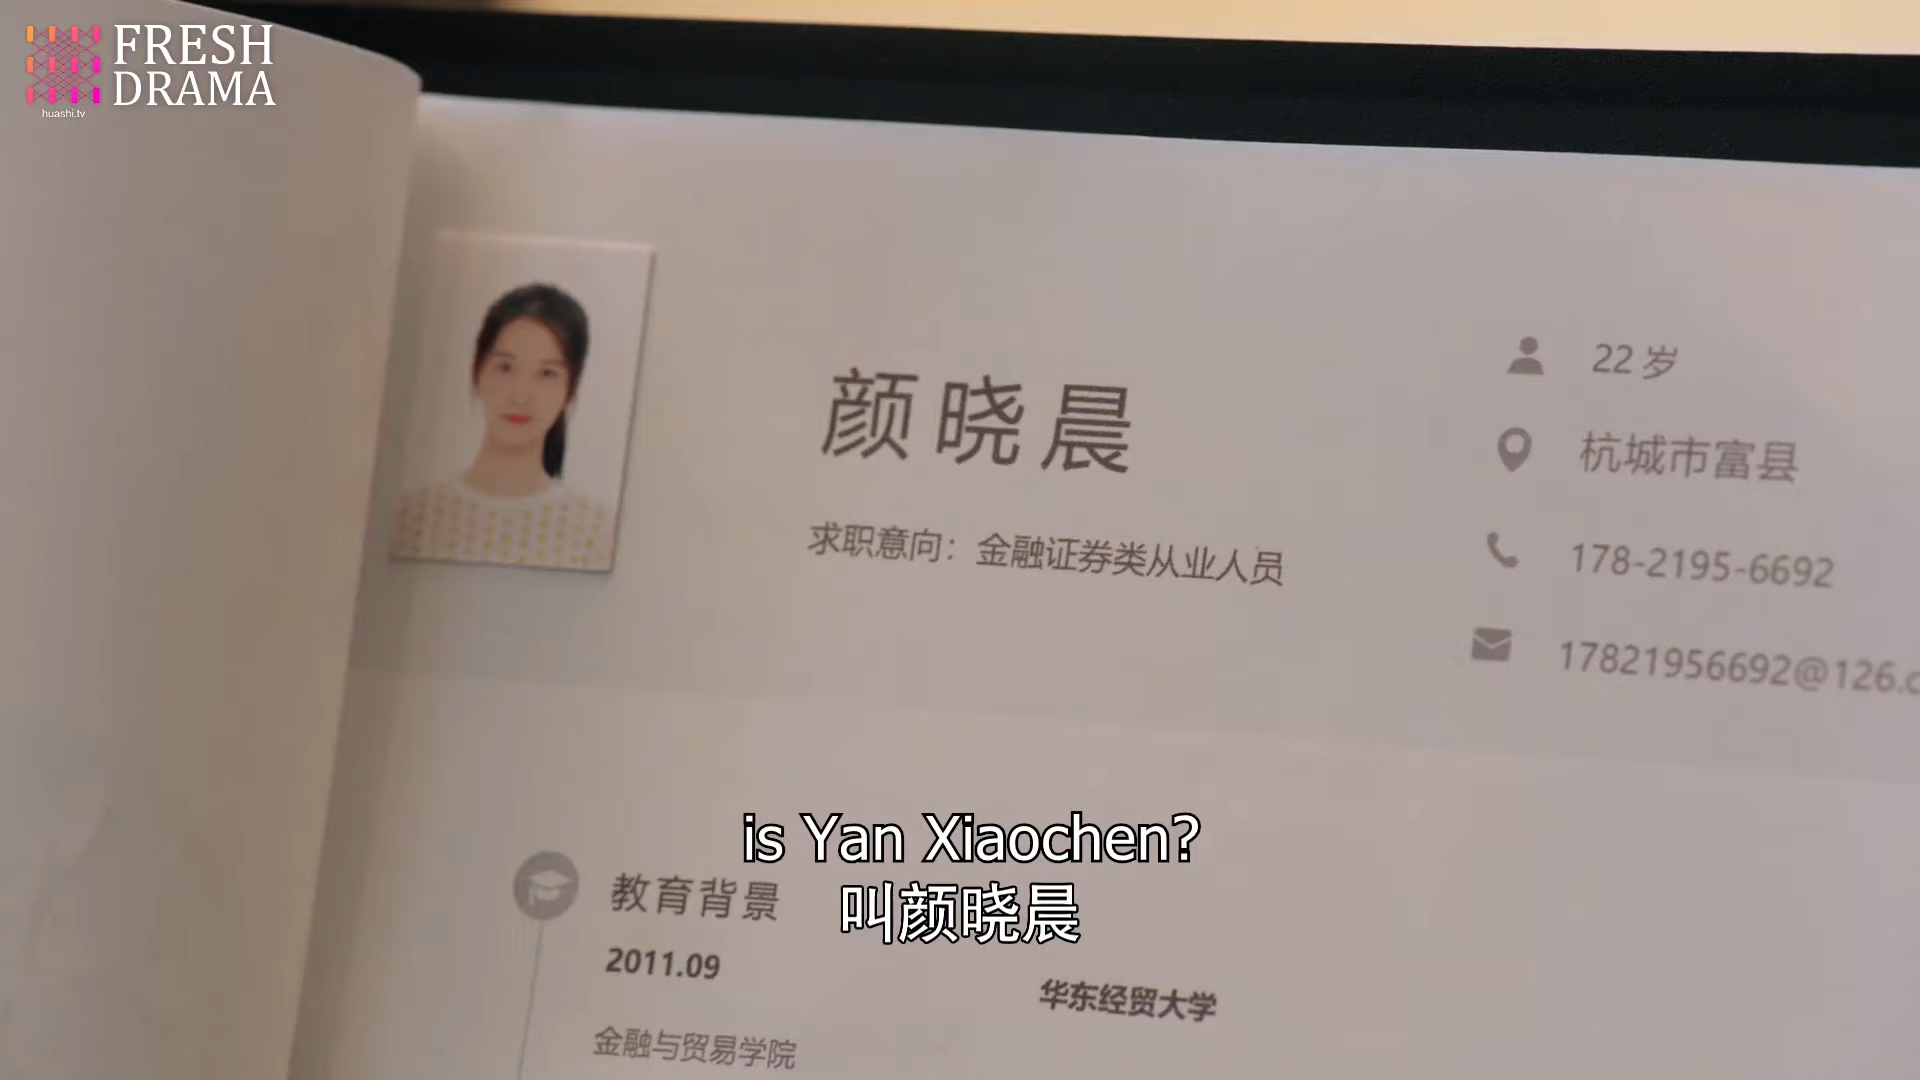 FRESH
DRAMA
huashi.tv
颜晓晨
求职意向：金融证券类从业人员
22岁
杭城市富县
178-2195-6692
17821956692@126.c
is Yan Xiaochen?
叫颜晓晨
教育背景
2011.09
华东经贸大学
金融与贸易学院